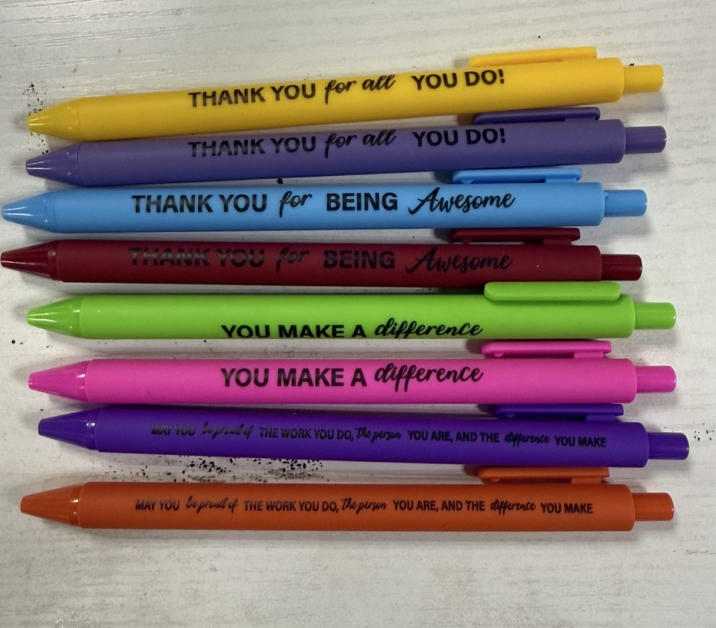 THANK YOU for all YOU DO!
THANK YOU for all YOU DO!
THANK YOU for BEING Awesome
THANK YOU for BEING Awesome
YOU MAKE A difference
YOU MAKE A difference
MAY YOU be proud of THE WORK YOU DO, the person YOU ARE, AND THE difference YOU MAKE
MAY YOU be proud of THE WORK YOU DO, the person YOU ARE, AND THE difference YOU MAKE